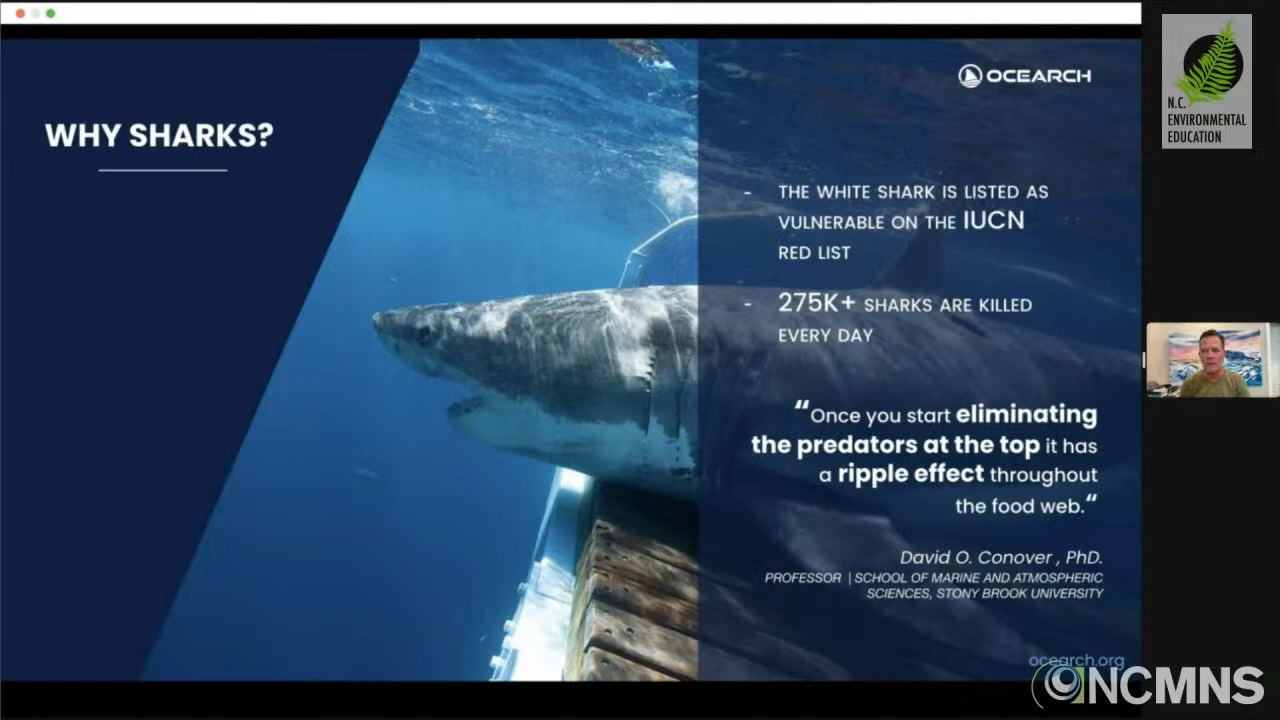 WHY SHARKS?
OCEARCH
- THE WHITE SHARK IS LISTED AS
VULNERABLE ON THE IUCN
RED LIST
- 275K+ SHARKS ARE KILLED
EVERY DAY
“Once you start eliminating
the predators at the top it has
a ripple effect throughout
the food web.“
David O. Conover , PhD.
PROFESSOR | SCHOOL OF MARINE AND ATMOSPHERIC
SCIENCES, STONY BROOK UNIVERSITY
ocearch.org
NCMNS
N.C.
ENVIRONMENTAL
EDUCATION